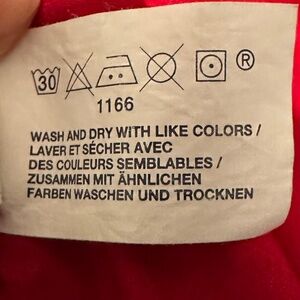 30 ®
1166
WASH AND DRY WITH LIKE COLORS /
LAVER ET SÉCHER AVEC
DES COULEURS SEMBLABLES /
ZUSAMMEN MIT ÄHNLICHEN
FARBEN WASCHEN UND TROCKNEN